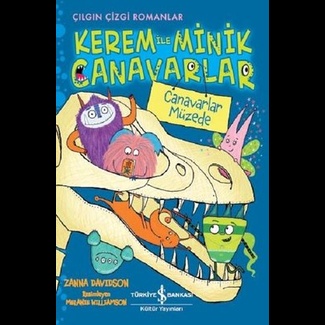 ÇILGIN ÇİZGİ ROMANLAR
KEREM İLE MİNİK
CANAVARLAR
Canavarlar
Müzede
ZANNA DAVIDSON
Resimleyen
MELANIE WILLIAMSON
TÜRKİYE İŞ BANKASI
Kültür Yayınları